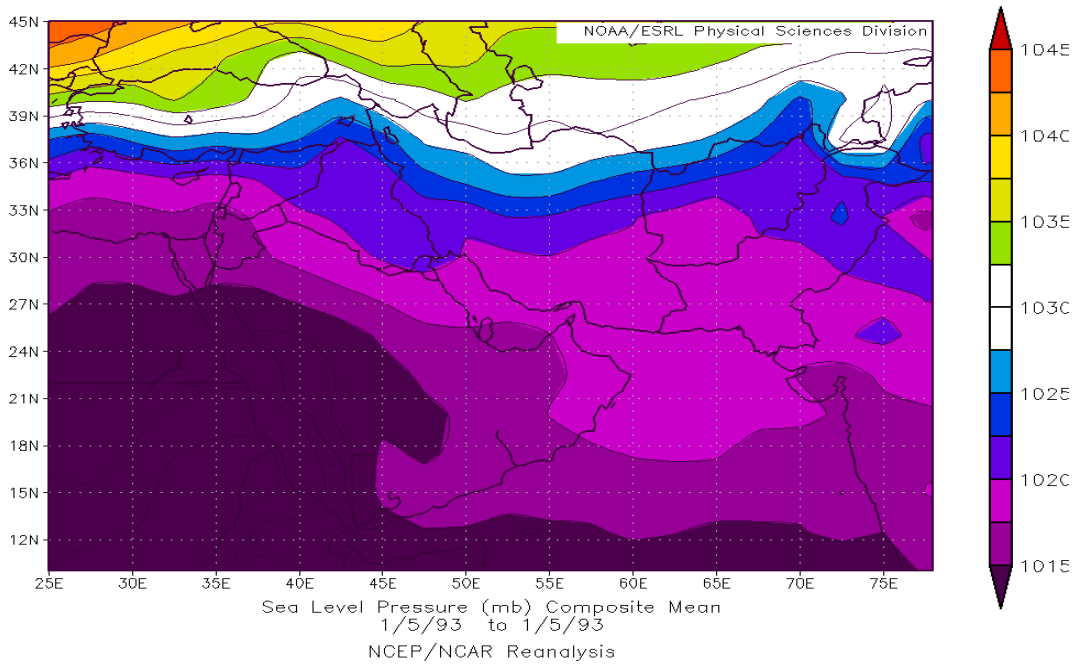 45N
42N
39N
36N
33N
30N
27N
24N
21N
18N
15N
12N
NOAA/ESRL Physical Sciences Division
1045
1040
1035
1030
1025
1020
1015
25E 30E 35E 40E 45E 50E 55E 60E 65E 70E 75E
Sea Level Pressure (mb) Composite Mean
1/5/93 to 1/5/93
NCEP/NCAR Reanalysis